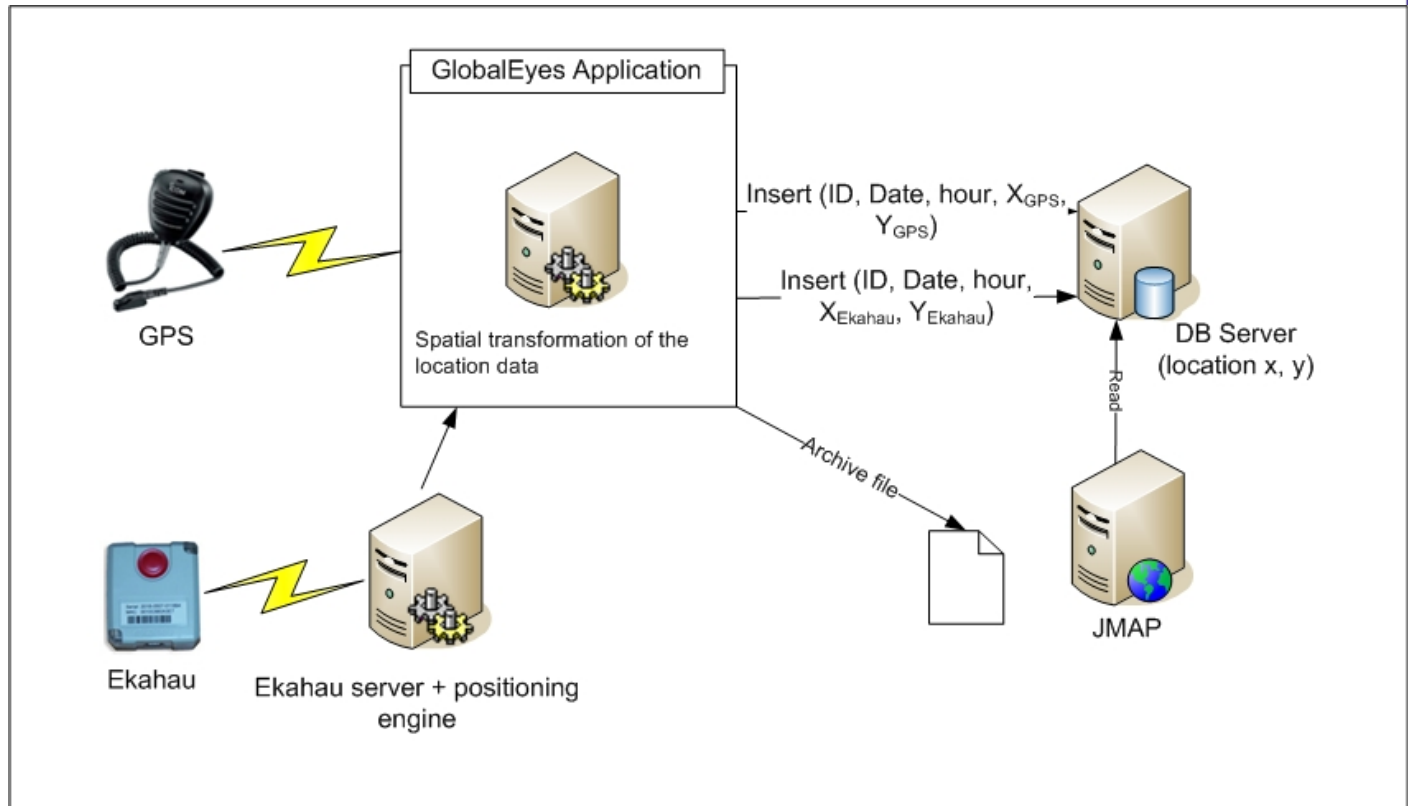 GlobalEyes Application
Insert (ID, Date, hour, XGPS,
YGPS)
GPS
Spatial transformation of the
location data
Insert (ID, Date, hour,
XEkahau, YEkahau)
DB Server
(location x, y)
Read
Archive file
Ekahau
Ekahau server + positioning
engine
JMAP